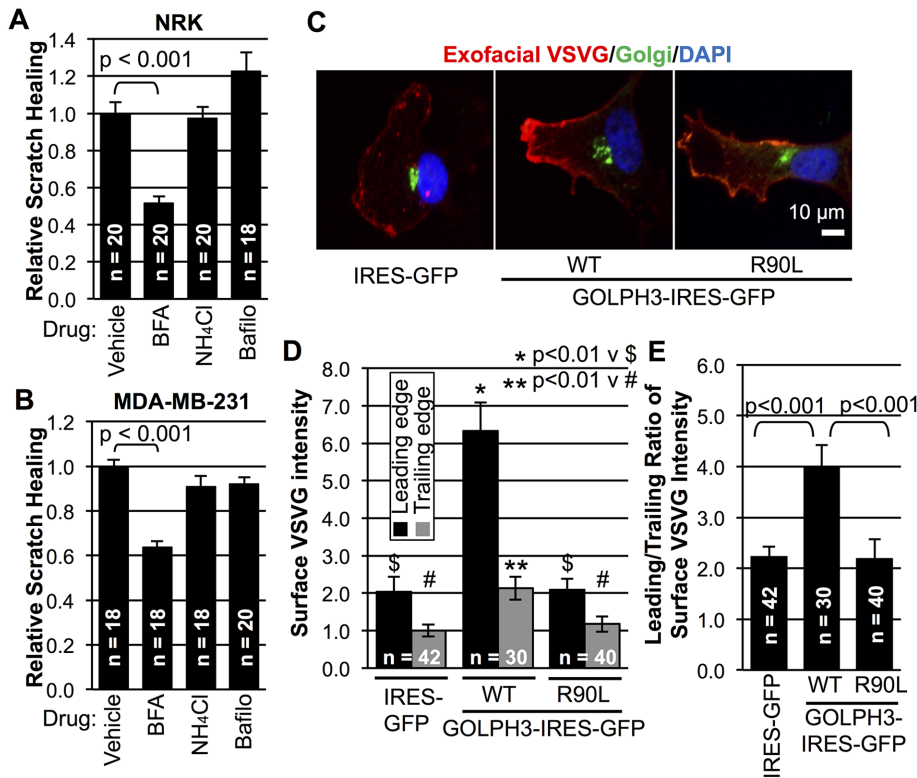 A
NRK
Relative Scratch Healing
1.4
1.2
1.0
0.8
0.6
0.4
0.2
0.0
p < 0.001
n = 20
n = 20
n = 20
n = 18
Drug:
Vehicle
BFA
NH₄Cl
Bafilo
B
MDA-MB-231
Relative Scratch Healing
1.2
1.0
0.8
0.6
0.4
0.2
0.0
p < 0.001
n = 18
n = 18
n = 18
n = 20
Drug:
Vehicle
BFA
NH₄Cl
Bafilo
C
Exofacial VSVG/Golgi/DAPI
10 µm
IRES-GFP
WT
R90L
GOLPH3-IRES-GFP
D
Surface VSVG intensity
8.0
7.0
6.0
5.0
4.0
3.0
2.0
1.0
0.0
Leading edge
Trailing edge
* p<0.01 v $
** p<0.01 v #
$
#
*
**
$
#
n = 42
n = 30
n = 40
IRES-
GFP
WT
R90L
GOLPH3-IRES-GFP
E
Leading/Trailing Ratio of
Surface VSVG Intensity
6.0
5.0
4.0
3.0
2.0
1.0
0.0
p<0.001
p<0.001
n = 42
n = 30
n = 40
IRES-GFP
WT
R90L
GOLPH3-
IRES-GFP